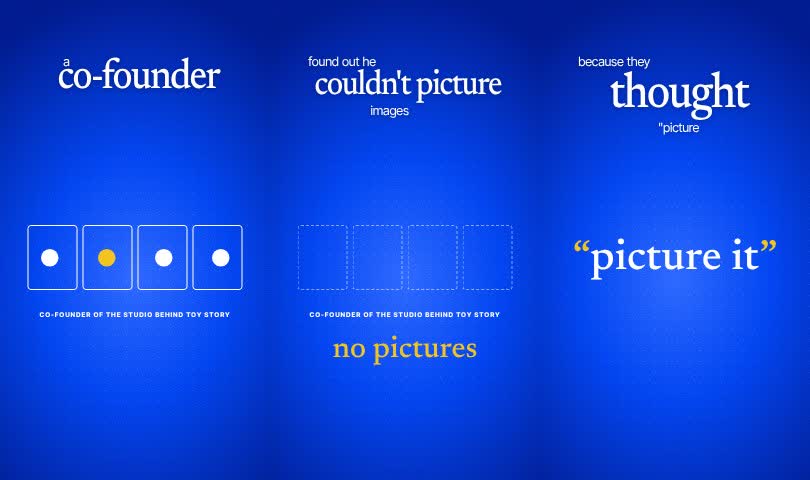 a
co-founder
CO-FOUNDER OF THE STUDIO BEHIND TOY STORY
found out he
couldn't picture
images
CO-FOUNDER OF THE STUDIO BEHIND TOY STORY
no pictures
because they
thought
"picture
“picture it”